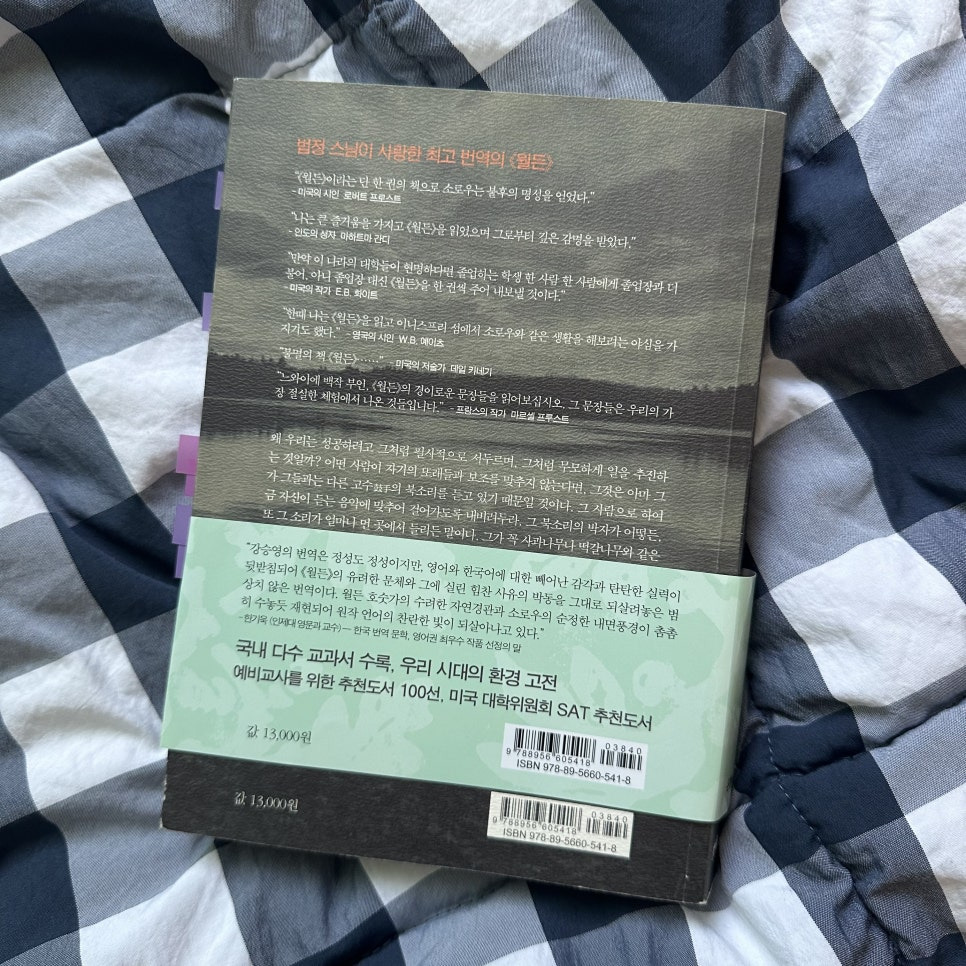 법정 스님이 사랑한 최고 번역의 《월든》
"《월든》이라는 단 한 권의 책으로 소로우는 불후의 명성을 얻었다."
- 미국의 시인 로버트 프로스트
"나는 큰 즐거움을 가지고 《월든》을 읽었으며 그로부터 깊은 감명을 받았다."
- 인도의 성자 마하트마 간디
"만약 이 나라의 대학들이 현명하다면 졸업하는 학생 한 사람 한 사람에게 졸업장과 더
불어, 아니 졸업장 대신 《월든》을 한 권씩 주어 내보낼 것이다."
- 미국의 작가 E.B. 화이트
"한때 나는 《월든》을 읽고 이니스프리 섬에서 소로우와 같은 생활을 해보려는 야심을 가
지기도 했다." - 영국의 시인 W.B. 예이츠
"불멸의 책 《월든》……" - 미국의 저술가 데일 카네기
"노와이에 백작 부인, 《월든》의 경이로운 문장들을 읽어보십시오. 그 문장들은 우리의 가
장 절실한 체험에서 나온 것들입니다." - 프랑스의 작가 마르셀 프루스트
왜 우리는 성공하려고 그처럼 필사적으로 서두르며, 그처럼 무모하게 일을 추진하
는 것일까? 어떤 사람이 자기의 또래들과 보조를 맞추지 않는다면, 그것은 아마 그
가 그들과는 다른 고수鼓手의 북소리를 듣고 있기 때문일 것이다. 그 사람으로 하여
금 자신이 듣는 음악에 맞추어 걸어가도록 내버려두라. 그 북소리의 박자가 어떻든,
또 그 소리가 얼마나 먼 곳에서 들리든 말이다. 그가 꼭 사과나무나 떡갈나무와 같은
"강승영의 번역은 정성도 정성이지만, 영어와 한국어에 대한 빼어난 감각과 탄탄한 실력이
뒷받침되어 《월든》의 유려한 문체와 그에 실린 힘찬 사유의 박동을 그대로 되살려놓은 범
상치 않은 번역이다. 월든 호숫가의 수려한 자연경관과 소로우의 순정한 내면풍경이 촘촘
히 수놓듯 재현되어 원작 언어의 찬란한 빛이 되살아나고 있다."
-한기욱 (인제대 영문과 교수) — 한국 번역 문학, 영어권 최우수 작품 선정의 말
국내 다수 교과서 수록, 우리 시대의 환경 고전
예비교사를 위한 추천도서 100선, 미국 대학위원회 SAT 추천도서
값 13,000원
03840
9 788956 605418
ISBN 978-89-5660-541-8
값 13,000원
03840
9 788956 605418
ISBN 978-89-5660-541-8